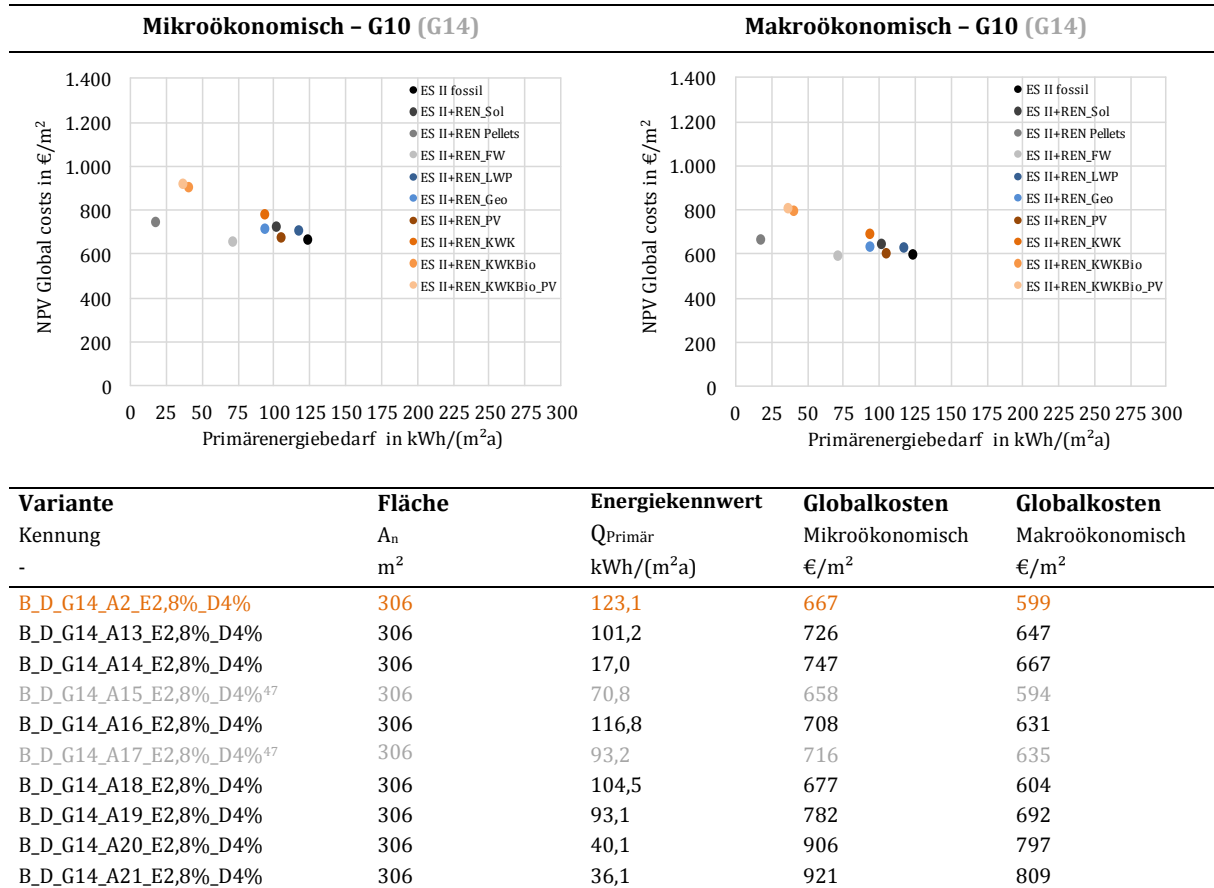 Mikroökonomisch – G10 (G14)
Makroökonomisch – G10 (G14)
1.400
1.200
1.000
800
600
400
200
0
NPV Global costs in €/m²
0 25 50 75 100 125 150 175 200 225 250 275 300
Primärenergiebedarf in kWh/(m²a)
ES II fossil
ES II+REN_Sol
ES II+REN Pellets
ES II+REN_FW
ES II+REN_LWP
ES II+REN_Geo
ES II+REN_PV
ES II+REN_KWK
ES II+REN_KWKBio
ES II+REN_KWKBio_PV
1.400
1.200
1.000
800
600
400
200
0
NPV Global costs in €/m²
0 25 50 75 100 125 150 175 200 225 250 275 300
Primärenergiebedarf in kWh/(m²a)
ES II fossil
ES II+REN_Sol
ES II+REN Pellets
ES II+REN_FW
ES II+REN_LWP
ES II+REN_Geo
ES II+REN_PV
ES II+REN_KWK
ES II+REN_KWKBio
ES II+REN_KWKBio_PV
Variante Fläche Energiekennwert Globalkosten Globalkosten
Kennung An QPrimär Mikroökonomisch Makroökonomisch
- m² kWh/(m²a) €/m² €/m²
B_D_G14_A2_E2,8%_D4% 306 123,1 667 599
B_D_G14_A13_E2,8%_D4% 306 101,2 726 647
B_D_G14_A14_E2,8%_D4% 306 17,0 747 667
B_D_G14_A15_E2,8%_D4%47 306 70,8 658 594
B_D_G14_A16_E2,8%_D4% 306 116,8 708 631
B_D_G14_A17_E2,8%_D4%47 306 93,2 716 635
B_D_G14_A18_E2,8%_D4% 306 104,5 677 604
B_D_G14_A19_E2,8%_D4% 306 93,1 782 692
B_D_G14_A20_E2,8%_D4% 306 40,1 906 797
B_D_G14_A21_E2,8%_D4% 306 36,1 921 809